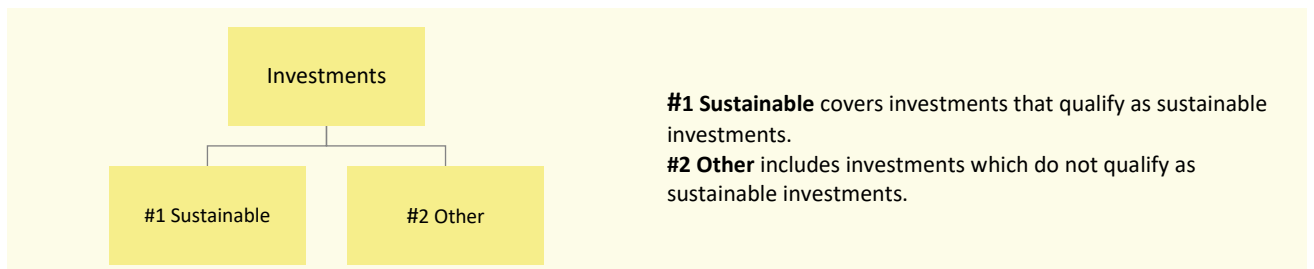 Investments
#1 Sustainable
#2 Other
#1 Sustainable covers investments that qualify as sustainable
investments.
#2 Other includes investments which do not qualify as
sustainable investments.